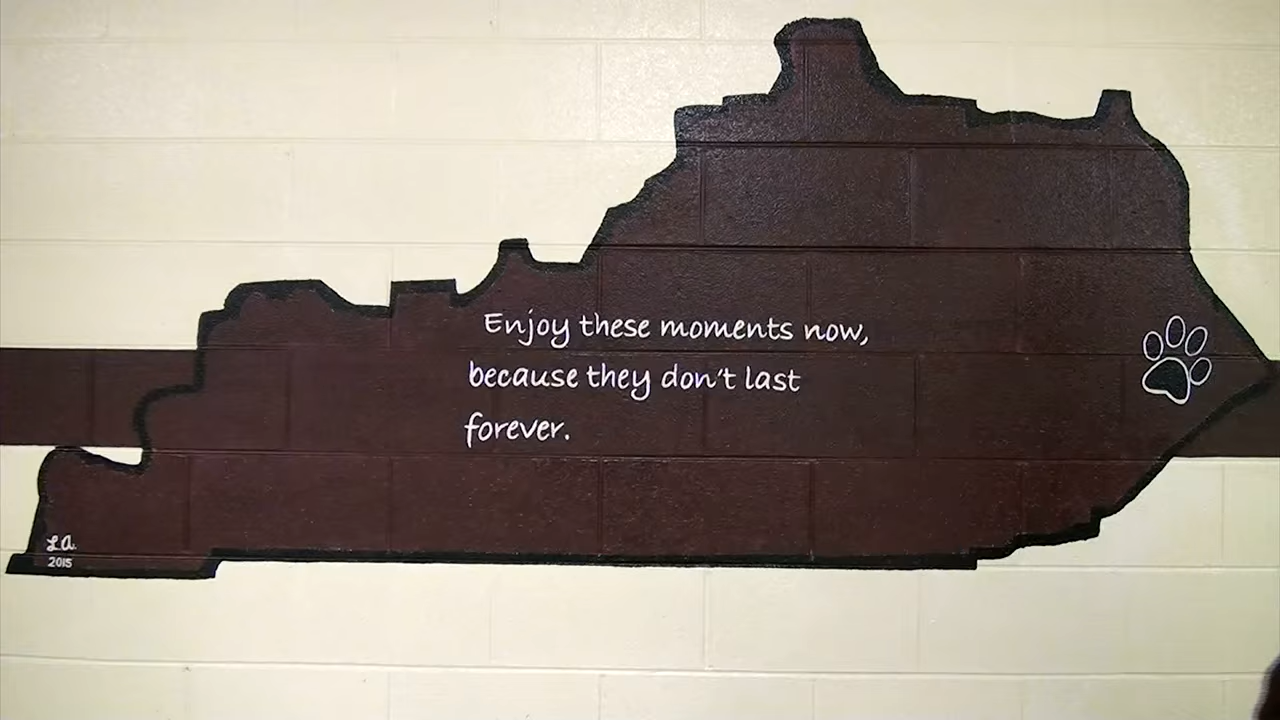 Enjoy these moments now,
because they don't last
forever.
L.A.
2015